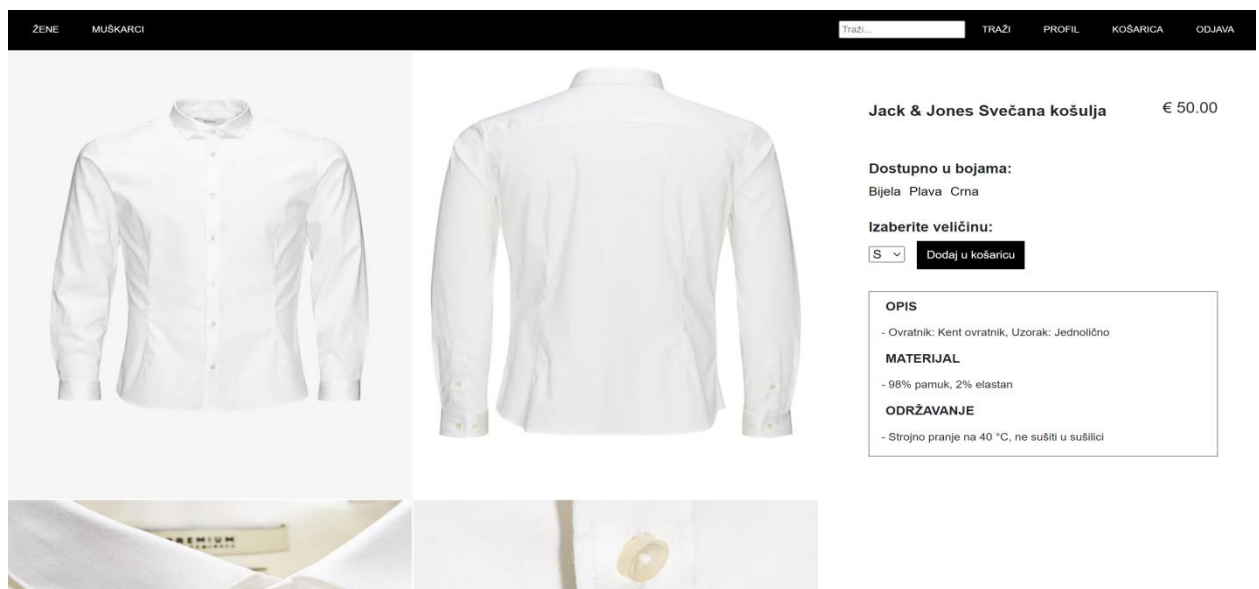 ŽENE MUŠKARCI Traži... TRAŽI PROFIL KOŠARICA ODJAVA
Jack & Jones Svečana košulja € 50.00
Dostupno u bojama:
Bijela Plava Crna
Izaberite veličinu:
S Dodaj u košaricu
OPIS
- Ovratnik: Kent ovratnik, Uzorak: Jednolično
MATERIJAL
- 98% pamuk, 2% elastan
ODRŽAVANJE
- Strojno pranje na 40 °C, ne sušiti u sušilici
PREMIUM